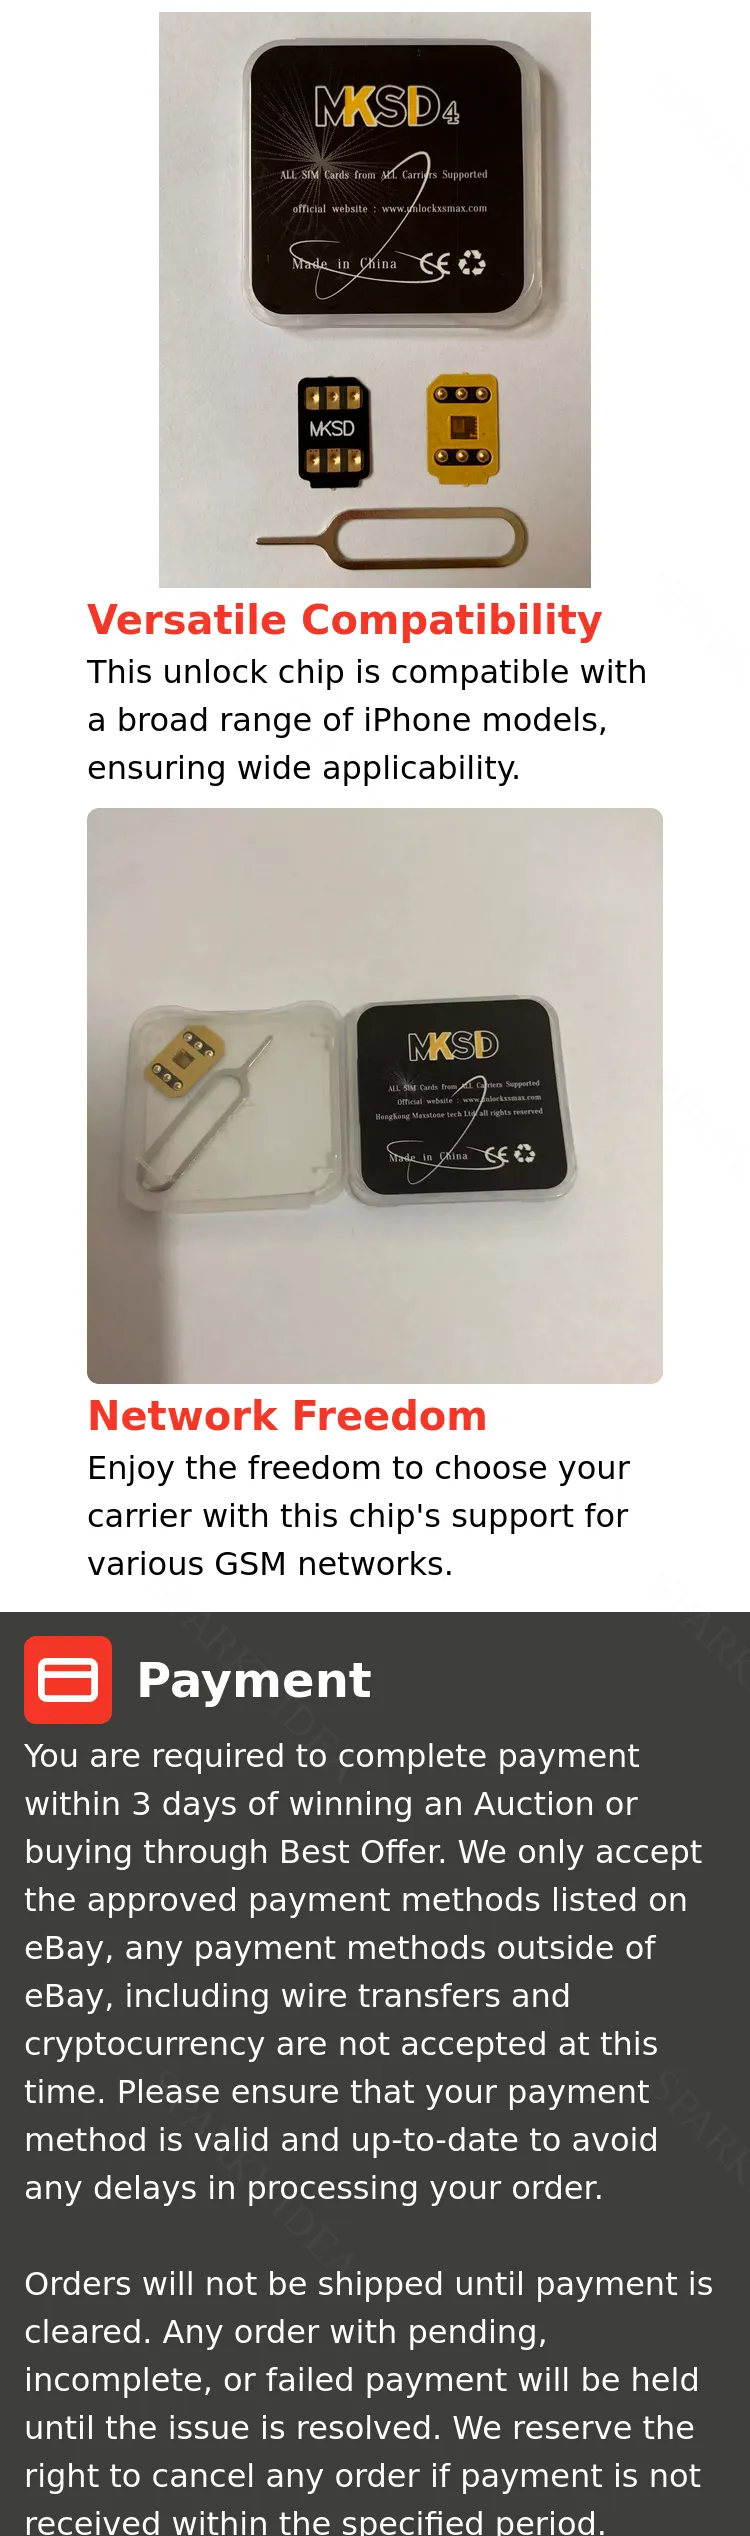 MKSD4
ALL SIM Cards from ALL Carriers Supported
official website : www.unlockxsmax.com
Made in China CE
MKSD
Versatile Compatibility
This unlock chip is compatible with
a broad range of iPhone models,
ensuring wide applicability.
MKSD
ALL SIM Cards from ALL Carriers Supported
Official website : www.unlockxsmax.com
HongKong Maxstone tech Ltd. all rights reserved
Made in China CE
Network Freedom
Enjoy the freedom to choose your
carrier with this chip's support for
various GSM networks.
Payment
You are required to complete payment
within 3 days of winning an Auction or
buying through Best Offer. We only accept
the approved payment methods listed on
eBay, any payment methods outside of
eBay, including wire transfers and
cryptocurrency are not accepted at this
time. Please ensure that your payment
method is valid and up-to-date to avoid
any delays in processing your order.
Orders will not be shipped until payment is
cleared. Any order with pending,
incomplete, or failed payment will be held
until the issue is resolved. We reserve the
right to cancel any order if payment is not
received within the specified period.